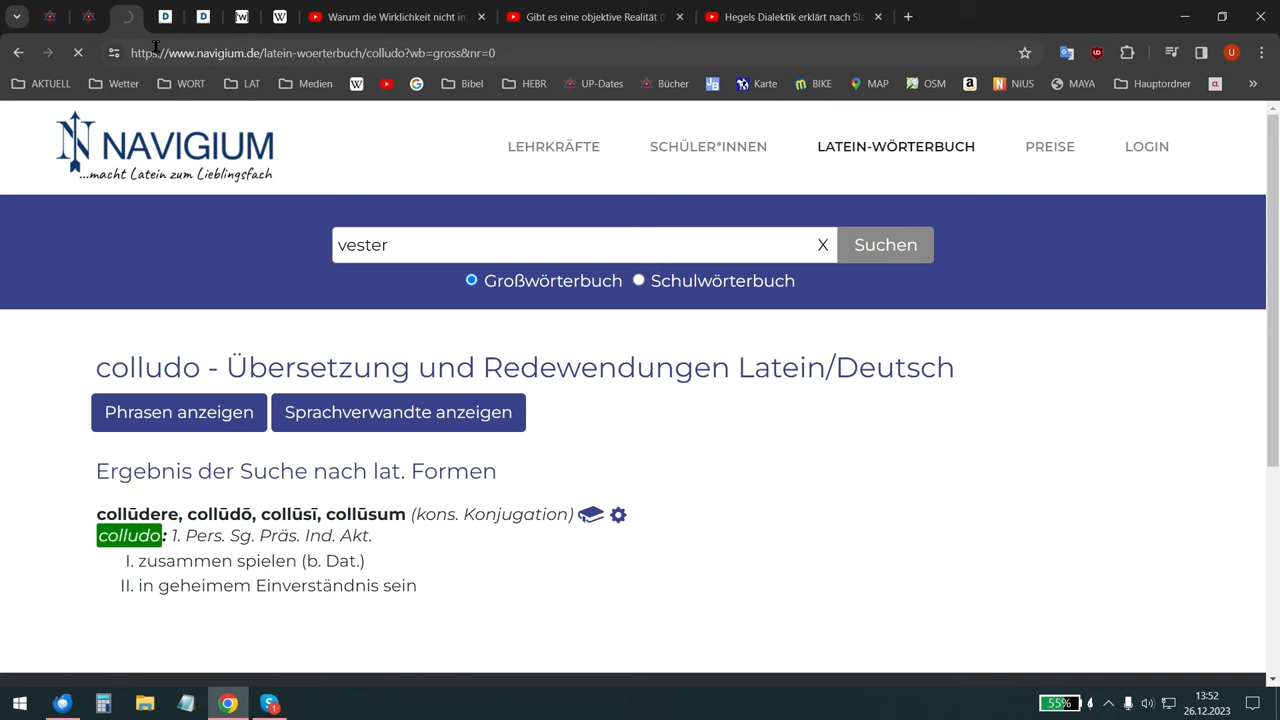 Warum die Wirklichkeit nicht in
Gibt es eine objektive Realität (
Hegels Dialektik erklärt nach Sl
https://www.navigium.de/latein-woerterbuch/colludo?wb=gross&nr=0
AKTUELL Wetter WORT LAT Medien Bibel HEBR UP-Dates Bücher Karte BIKE MAP OSM NIUS MAYA Hauptordner
NAVIGIUM
...macht Latein zum Lieblingsfach
LEHRKRÄFTE SCHÜLER*INNEN LATEIN-WÖRTERBUCH PREISE LOGIN
vester X Suchen
Großwörterbuch Schulwörterbuch
colludo - Übersetzung und Redewendungen Latein/Deutsch
Phrasen anzeigen Sprachverwandte anzeigen
Ergebnis der Suche nach lat. Formen
collūdere, collūdō, collūsī, collūsum (kons. Konjugation)
colludo: 1. Pers. Sg. Präs. Ind. Akt.
I. zusammen spielen (b. Dat.)
II. in geheimem Einverständnis sein
55%
13:52
26.12.2023